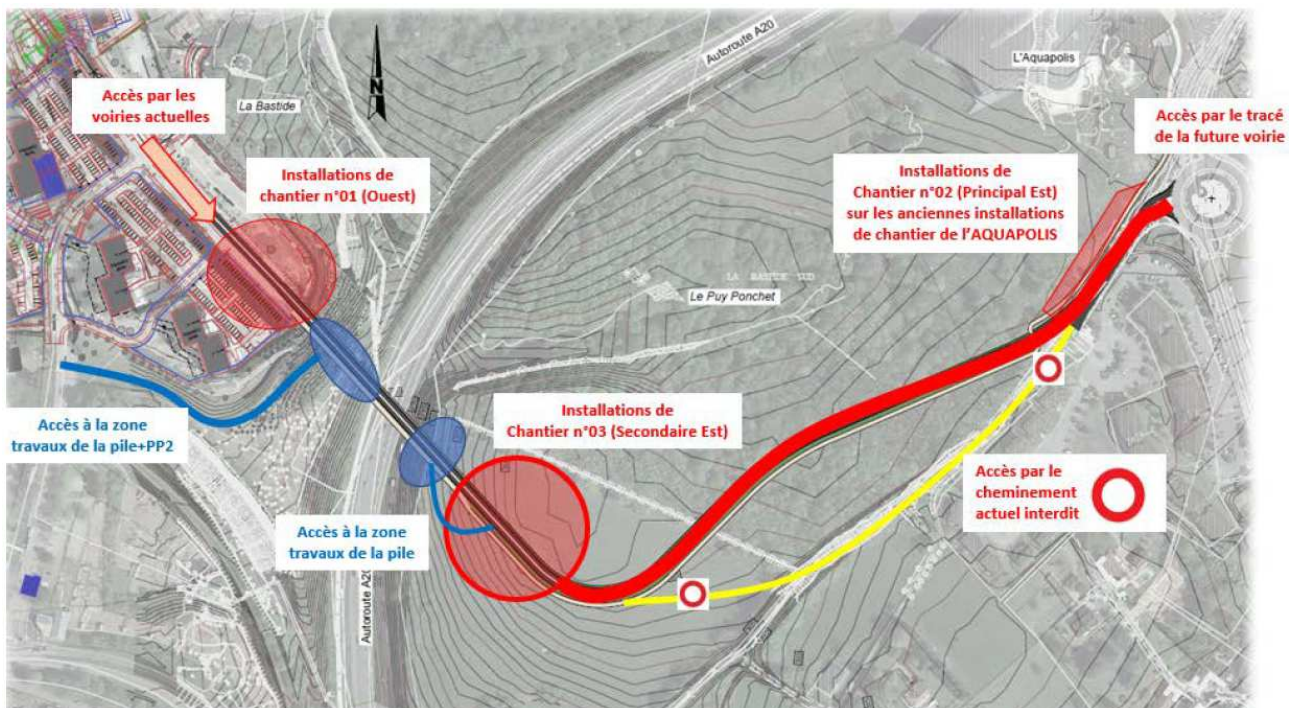 Autoroute A20
L'Aquapolis
Accès par les
voiries actuelles
La Bastide
N
Accès par le tracé
de la future voirie
Installations de
chantier n°01 (Ouest)
Installations de
Chantier n°02 (Principal Est)
sur les anciennes installations
de chantier de l'AQUAPOLIS
LA BASTIDE SUD
Le Puy Ponchet
Accès à la zone
travaux de la pile+PP2
Installations de
Chantier n°03 (Secondaire Est)
Accès par le
cheminement
actuel interdit
Accès à la zone
travaux de la pile
Autoroute A20